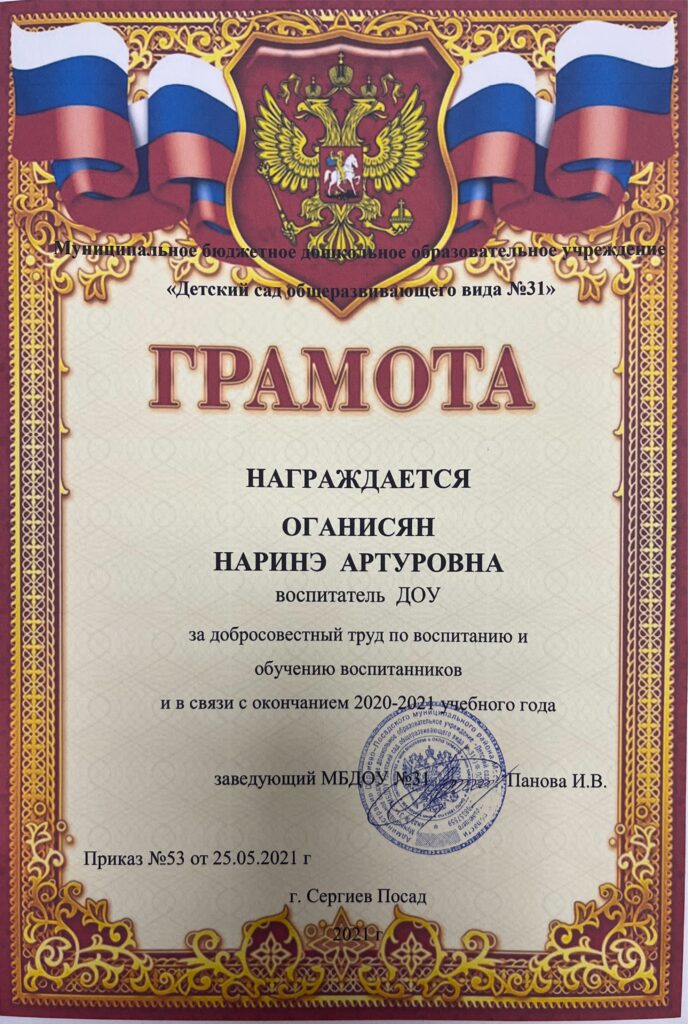 Муниципальное бюджетное дошкольное образовательное учреждение
«Детский сад общеразвивающего вида №31»
ГРАМОТА
НАГРАЖДАЕТСЯ
ОГАНИСЯН
НАРИНЭ АРТУРОВНА
воспитатель ДОУ
за добросовестный труд по воспитанию и
обучению воспитанников
и в связи с окончанием 2020-2021 учебного года
заведующий МБДОУ №31 Панова И.В.
Приказ №53 от 25.05.2021 г
г. Сергиев Посад
2021 г